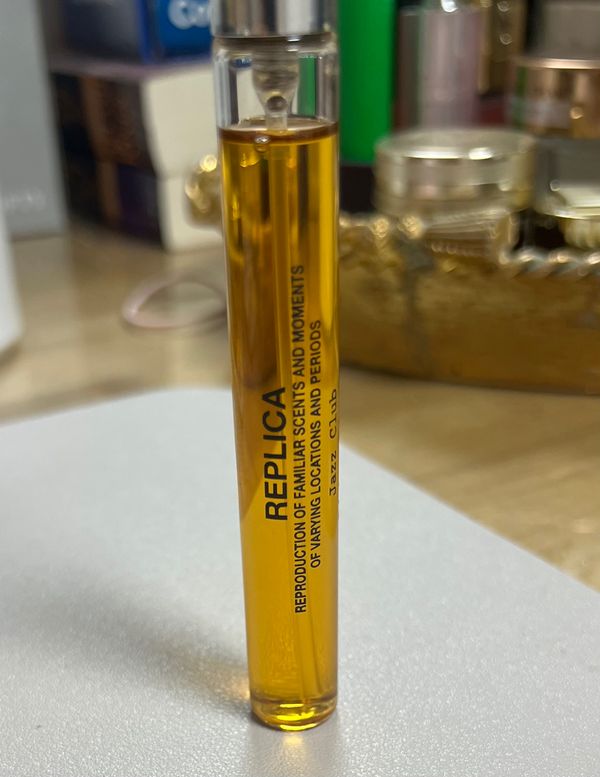 REPLICA
REPRODUCTION OF FAMILIAR SCENTS AND MOMENTS
OF VARYING LOCATIONS AND PERIODS
Jazz Club